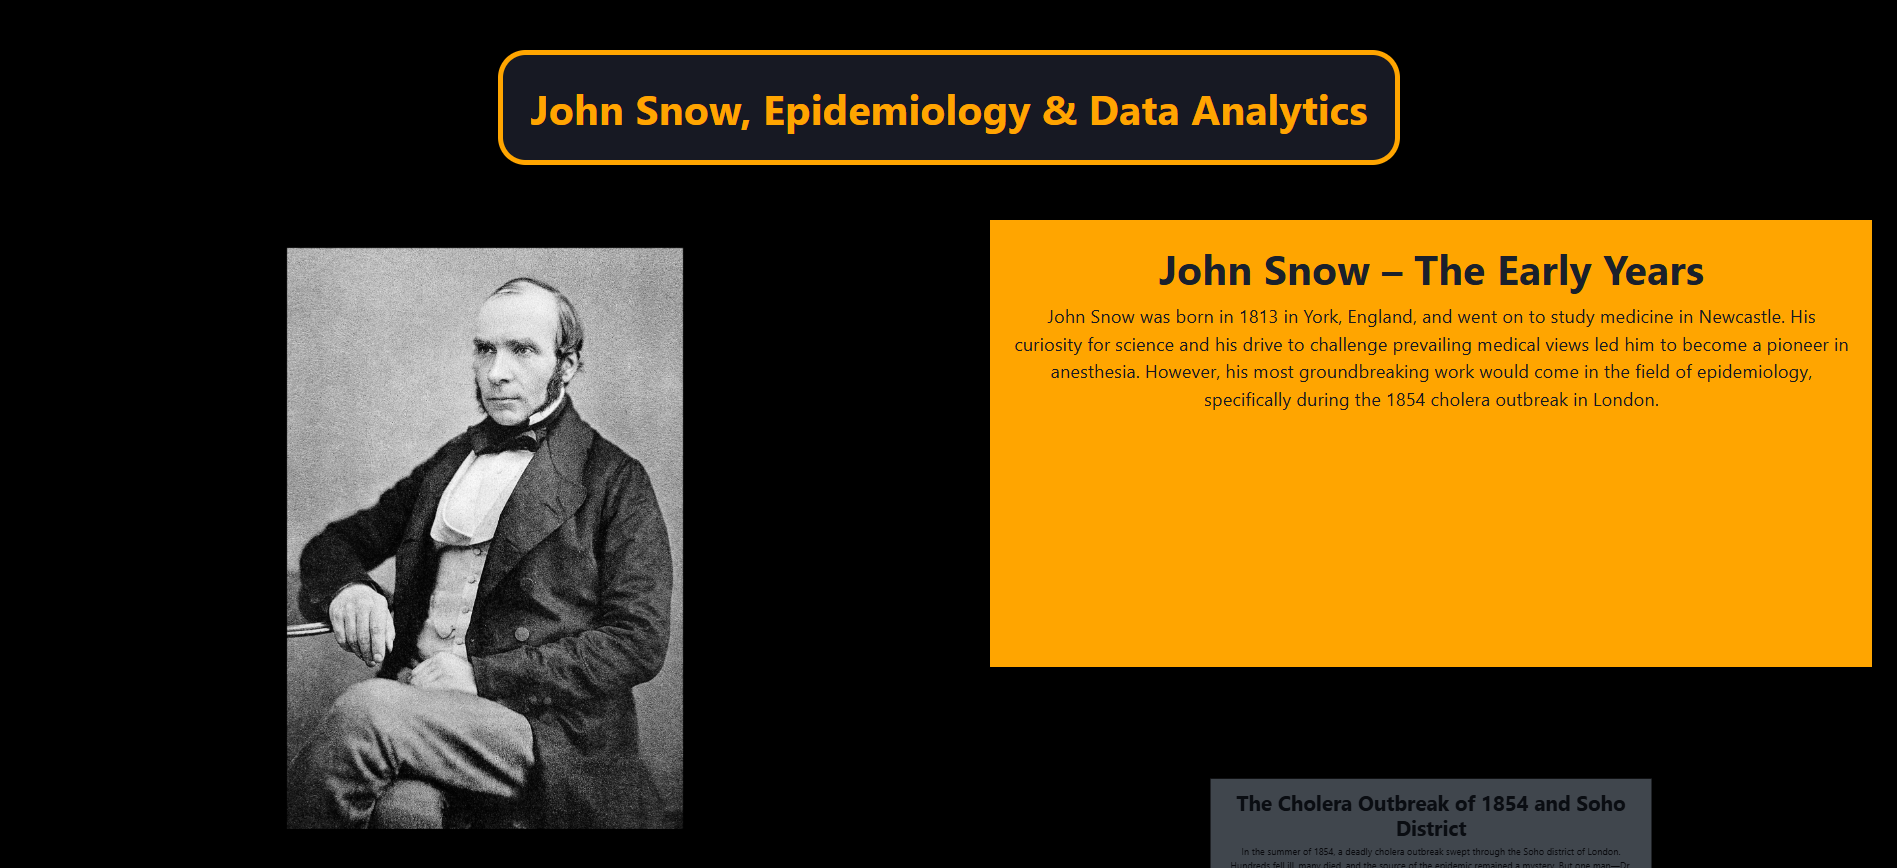 John Snow, Epidemiology & Data Analytics
John Snow – The Early Years
John Snow was born in 1813 in York, England, and went on to study medicine in Newcastle. His
curiosity for science and his drive to challenge prevailing medical views led him to become a pioneer in
anesthesia. However, his most groundbreaking work would come in the field of epidemiology,
specifically during the 1854 cholera outbreak in London.
The Cholera Outbreak of 1854 and Soho
District
In the summer of 1854, a deadly cholera outbreak swept through the Soho district of London.
Hundreds fell ill, many died, and the source of the epidemic remained a mystery. But one man—Dr